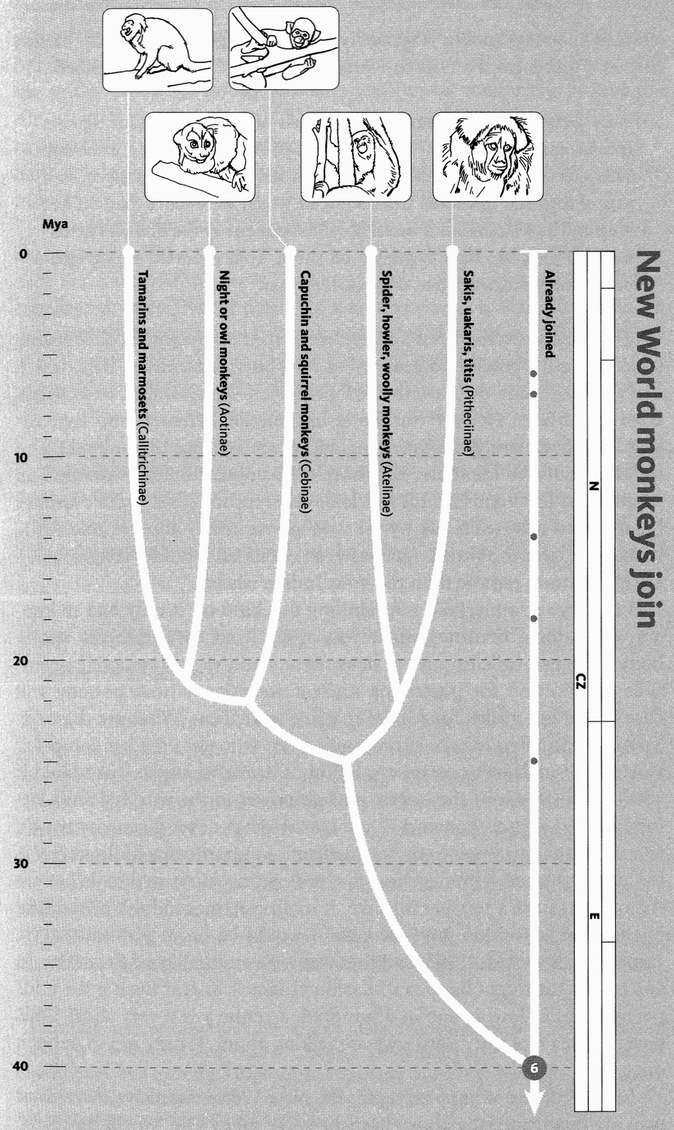 New World monkeys join
Mya
0
10
20
30
40
Tamarins and marmosets (Callitrichinae)
Night or owl monkeys (Aotinae)
Capuchin and squirrel monkeys (Cebinae)
Spider, howler, woolly monkeys (Atelinae)
Sakis, uakaris, titis (Pitheciinae)
Already joined
N
CZ
E
6